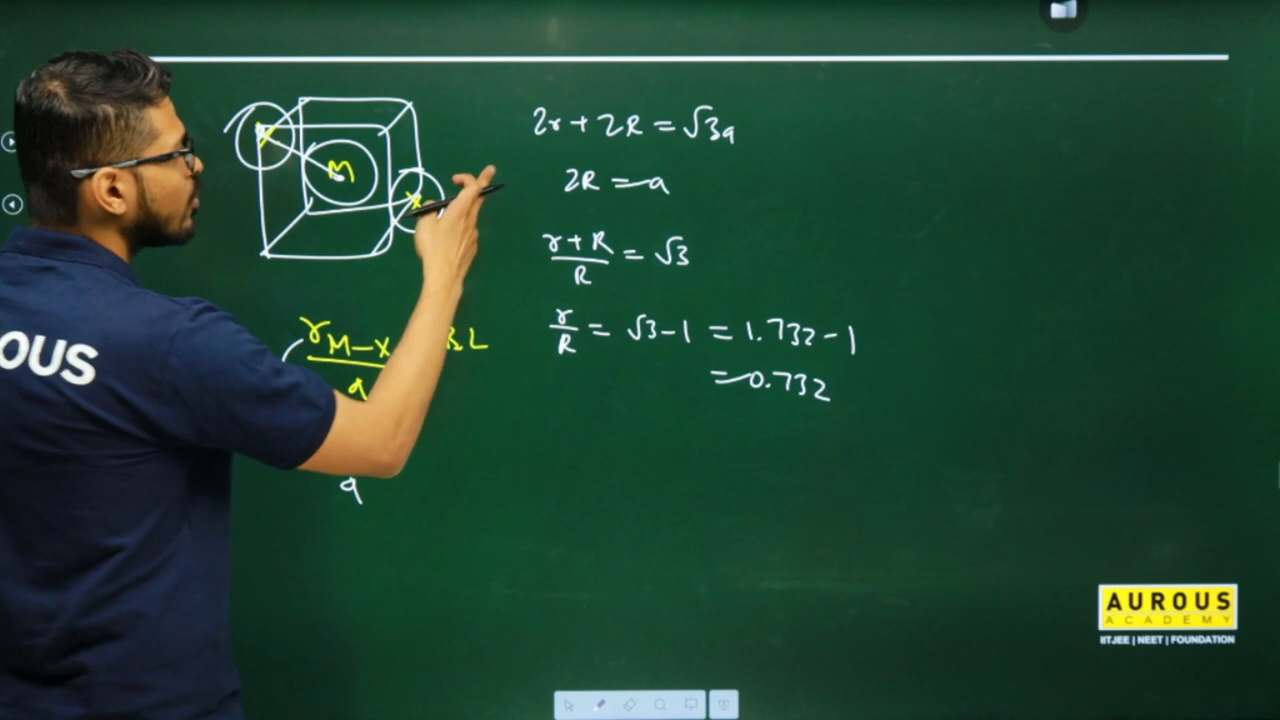 X
M
X
2r + 2R = √3a
2R = a
r + R / R = √3
r / R = √3 - 1 = 1.732 - 1
= 0.732
r M-X
a
a
OUS
AUROUS
ACADEMY
IITJEE | NEET | FOUNDATION